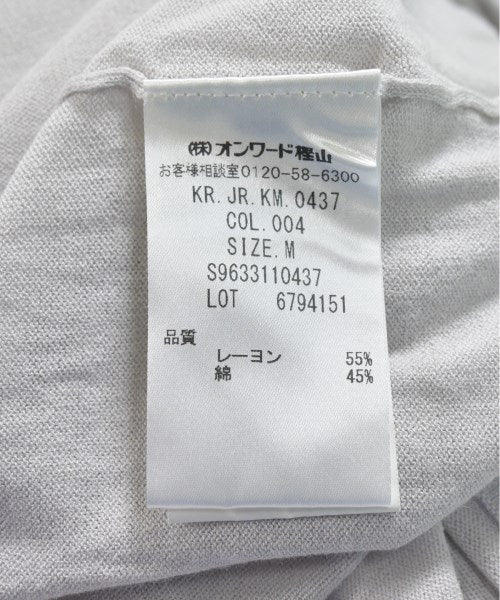 (株)オンワード樫山
お客様相談室0120-58-6300
KR.JR.KM.0437
COL.004
SIZE.M
S9633110437
LOT 6794151
品質
レーヨン 55%
綿 45%